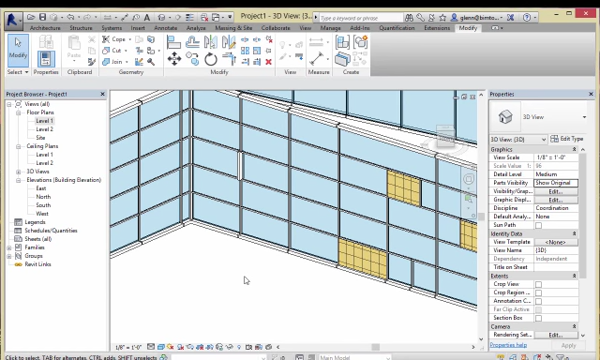 Project1 - 3D View: {3...
Type a keyword or phrase
glenn@bimto...
Architecture Structure Systems Insert Annotate Analyze Massing & Site Collaborate View Manage Quantification Extensions Modify
Modify
Properties
Paste
Cope
Cut
Join
Select Properties Clipboard Geometry Modify View Measure Create
Project Browser - Project1
Views (all)
Floor Plans
Level 1
Level 2
Site
Ceiling Plans
Level 1
Level 2
3D Views
Elevations (Building Elevation)
East
North
South
West
Legends
Schedules/Quantities
Sheets (all)
Families
Groups
Revit Links
Properties
3D View
3D View: {3D} Edit Type
Graphics
View Scale 1/8" = 1'-0"
Scale Value 1: 96
Detail Level Medium
Parts Visibility Show Original
Visibility/Grap... Edit...
Graphic Displ... Edit...
Discipline Coordination
Default Analy... None
Sun Path
Identity Data
View Template <None>
View Name {3D}
Dependency Independent
Title on Sheet
Extents
Crop View
Crop Region ...
Annotation C...
Far Clip Active
Section Box
Camera
Rendering Set... Edit...
Properties help Apply
1/8" = 1'-0"
Click to select, TAB for alternates, CTRL adds, SHIFT unselects
:0 Main Model